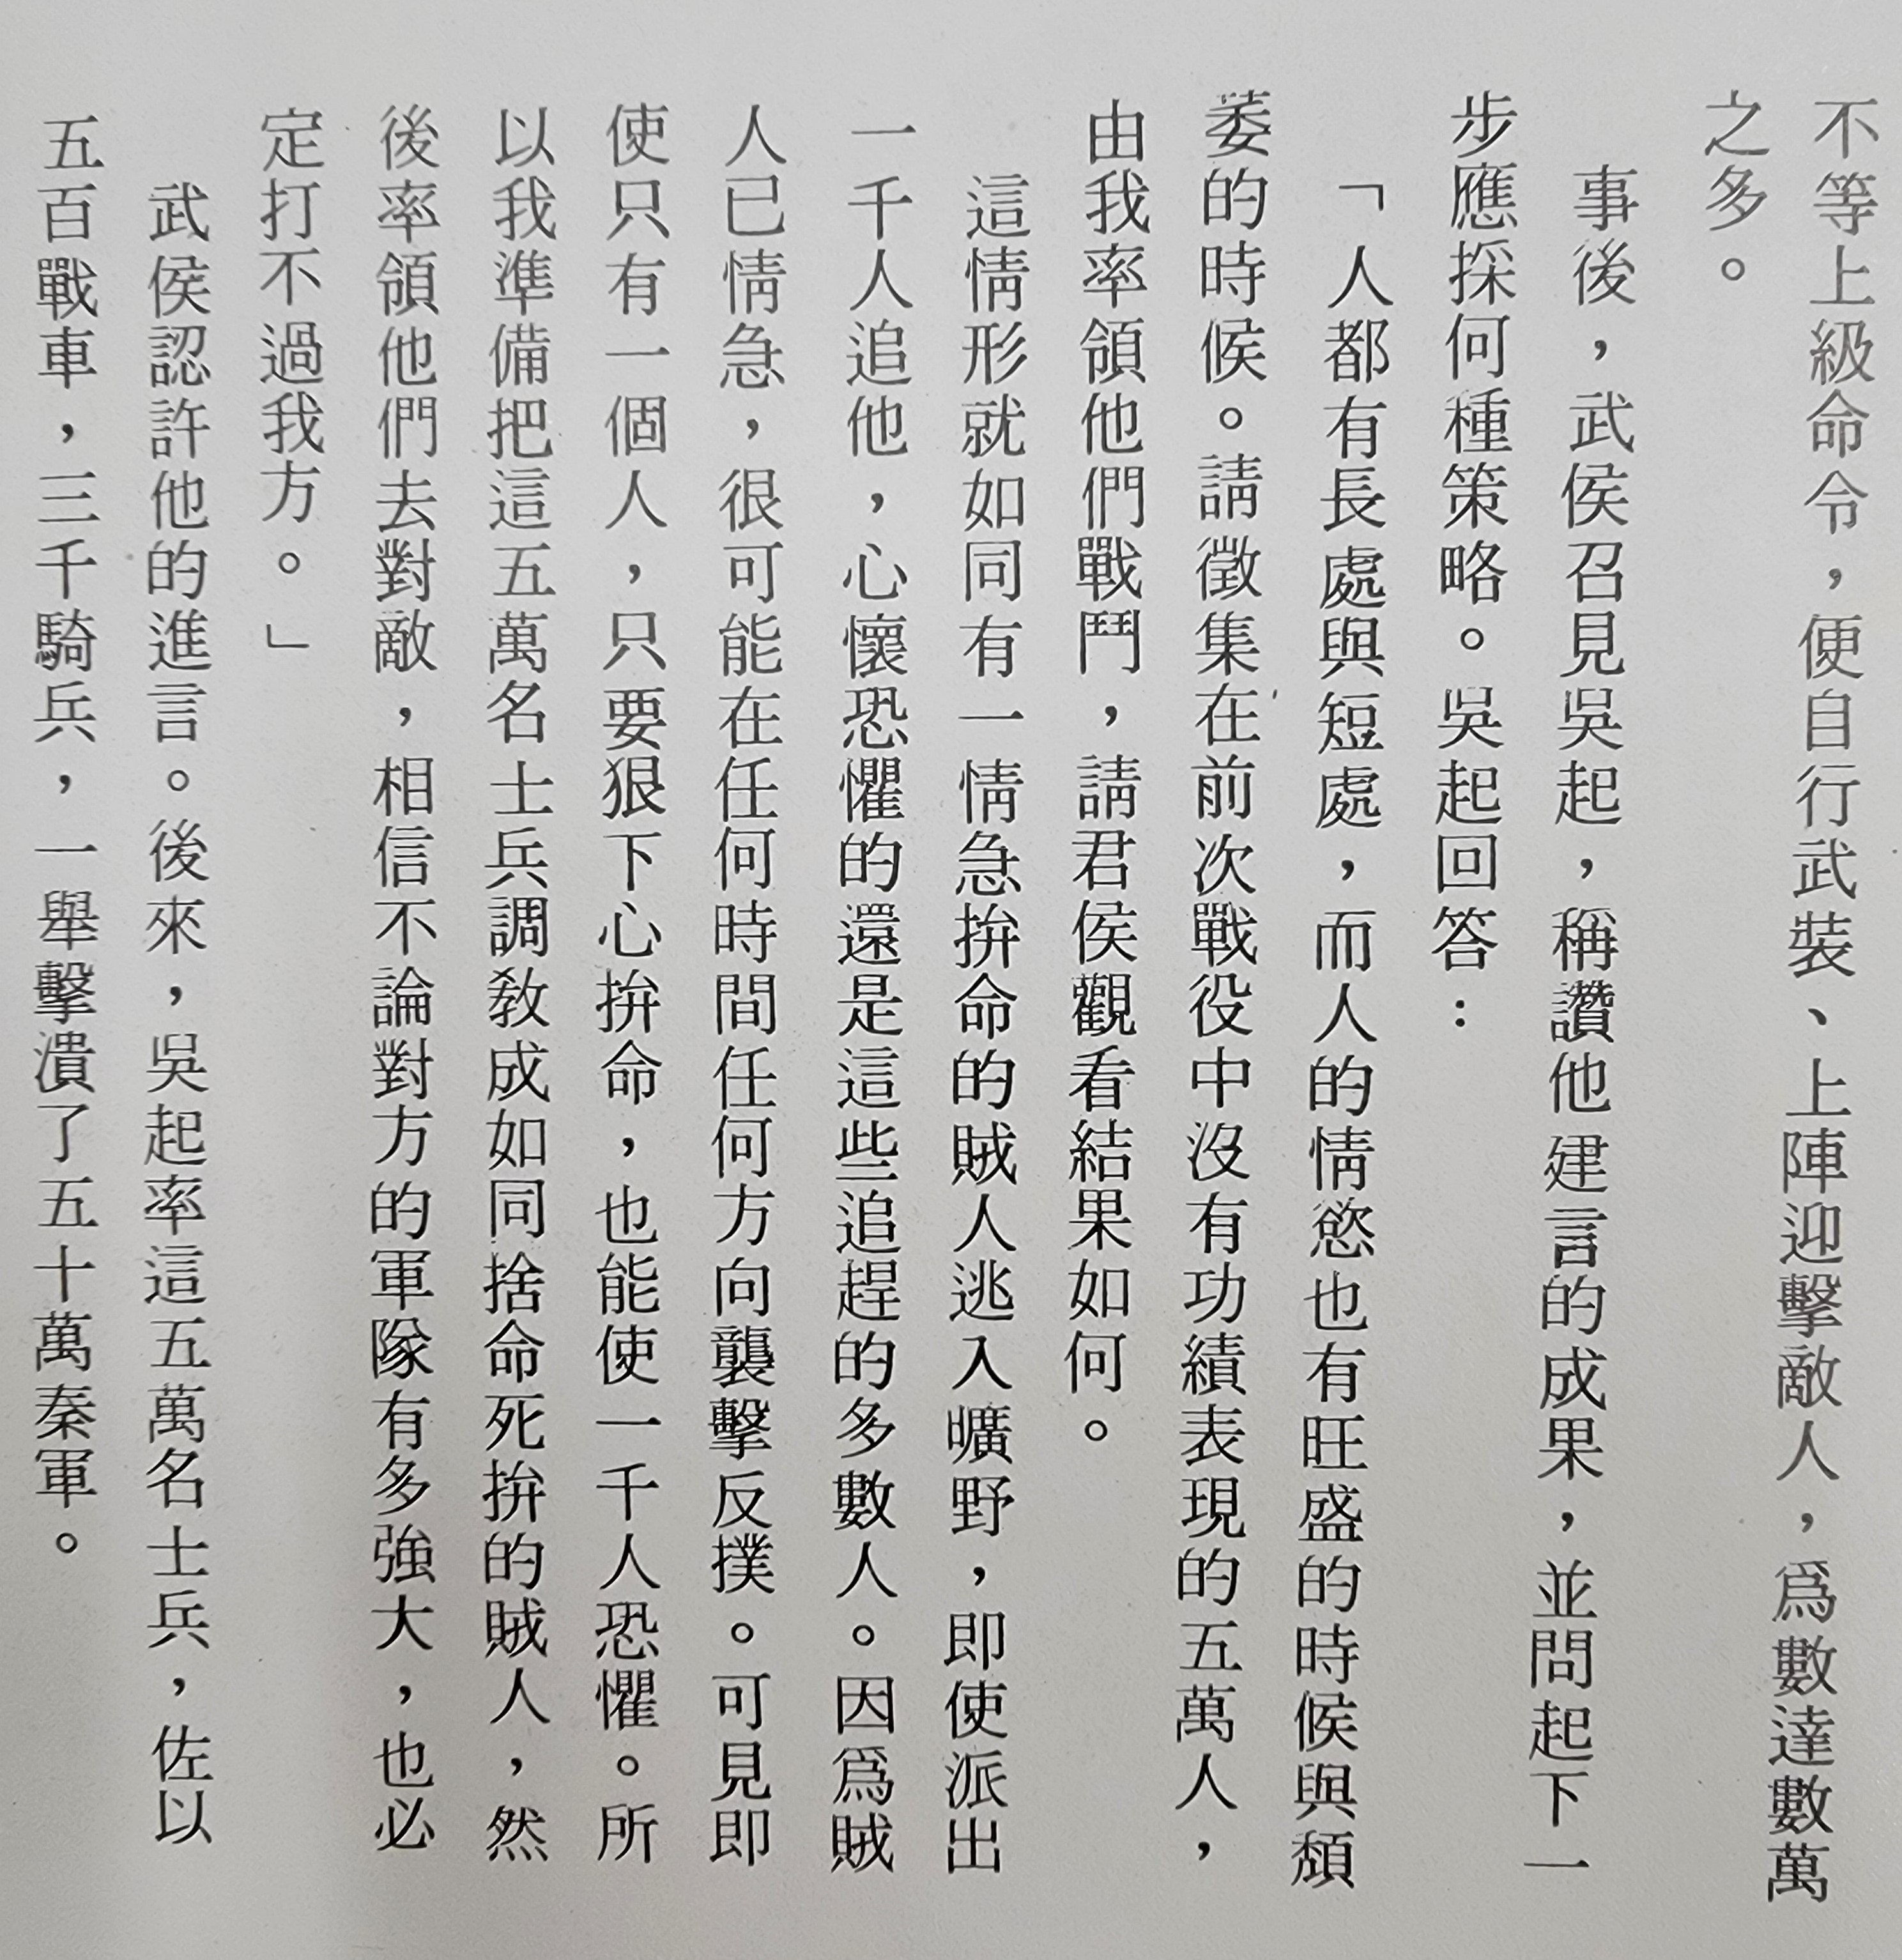 不等上級命令，便自行武裝、上陣迎擊敵人，爲數達數萬
之多。
事後，武侯召見吳起，稱讚他建言的成果，並問起下一
步應採何種策略。吳起回答：
「人都有長處與短處，而人的情慾也有旺盛的時候與頹
萎的時候。請徵集在前次戰役中沒有功績表現的五萬人，
由我率領他們戰鬥，請君侯觀看結果如何。
這情形就如同有一情急拚命的賊人逃入曠野，即使派出
一千人追他，心懷恐懼的還是這些追趕的多數人。因爲賊
人已情急，很可能在任何時間任何方向襲擊反撲。可見即
使只有一個人，只要狠下心拚命，也能使一千人恐懼。所
以我準備把這五萬名士兵調教成如同捨命死拚的賊人，然
後率領他們去對敵，相信不論對方的軍隊有多強大，也必
定打不過我方。」
武侯認許他的進言。後來，吳起率這五萬名士兵，佐以
五百戰車，三千騎兵，一舉擊潰了五十萬秦軍。